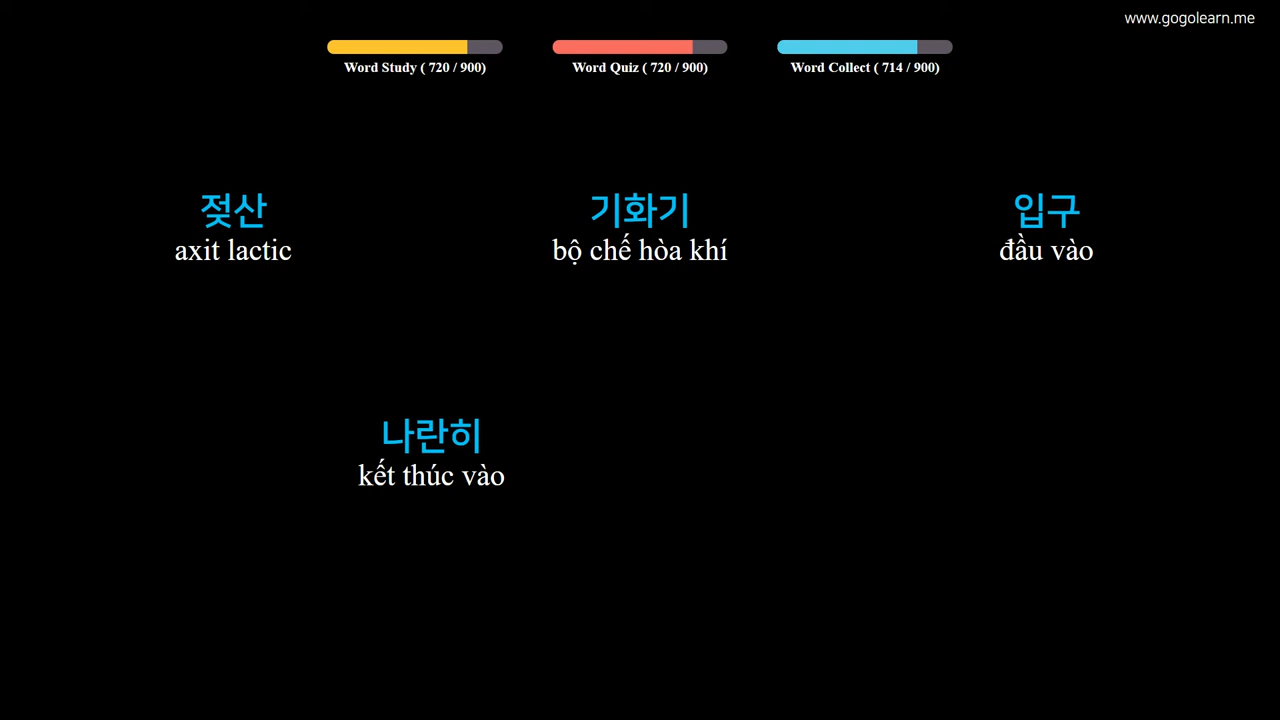 www.gogolearn.me
Word Study ( 720 / 900)
Word Quiz ( 720 / 900)
Word Collect ( 714 / 900)
젖산
axit lactic
기화기
bộ chế hòa khí
입구
đầu vào
나란히
kết thúc vào